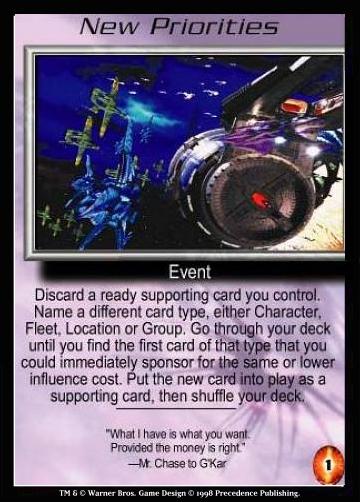 New Priorities
Event
Discard a ready supporting card you control.
Name a different card type, either Character,
Fleet, Location or Group. Go through your deck
until you find the first card of that type that you
could immediately sponsor for the same or lower
influence cost. Put the new card into play as a
supporting card, then shuffle your deck.
"What I have is what you want.
Provided the money is right."
—Mr. Chase to G'Kar
1
TM & © Warner Bros. Game Design © 1998 Precedence Publishing.